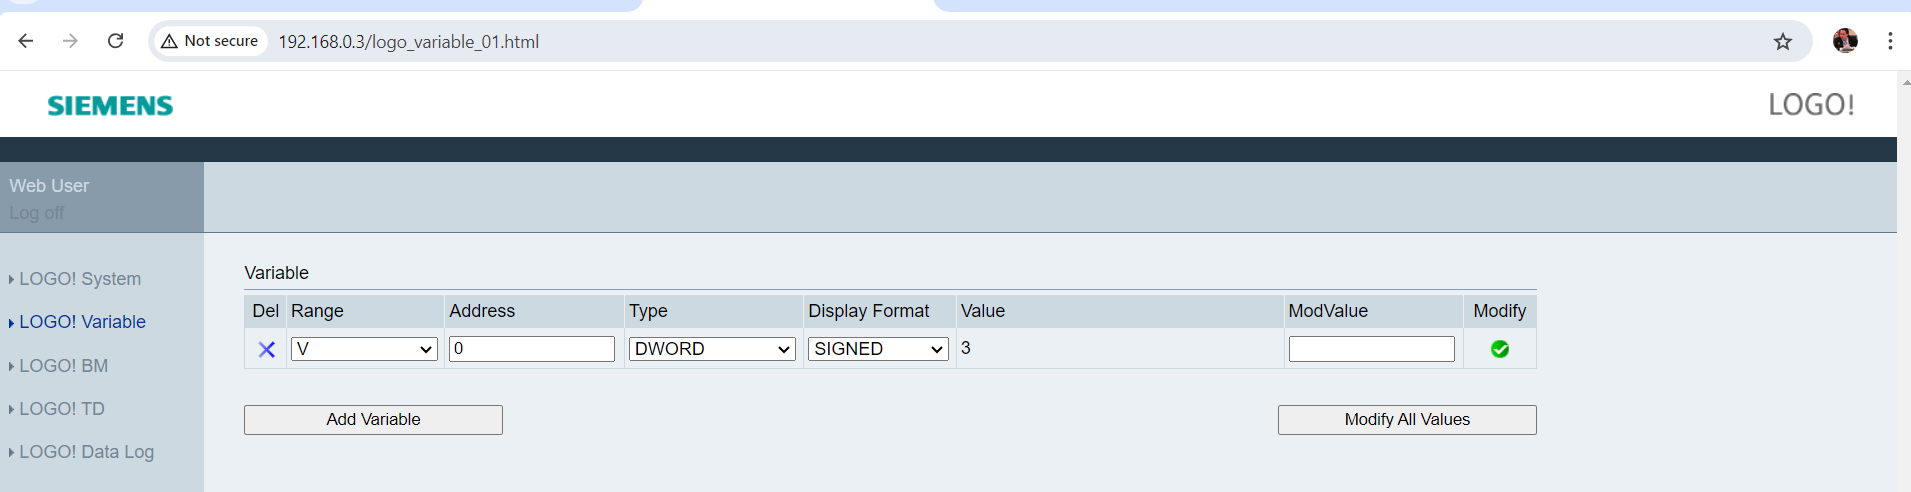 Not secure 192.168.0.3/logo_variable_01.html
SIEMENS
LOGO!
Web User
Log off
LOGO! System
LOGO! Variable
LOGO! BM
LOGO! TD
LOGO! Data Log
Variable
Del Range Address Type Display Format Value ModValue Modify
V 0 DWORD SIGNED 3
Add Variable Modify All Values